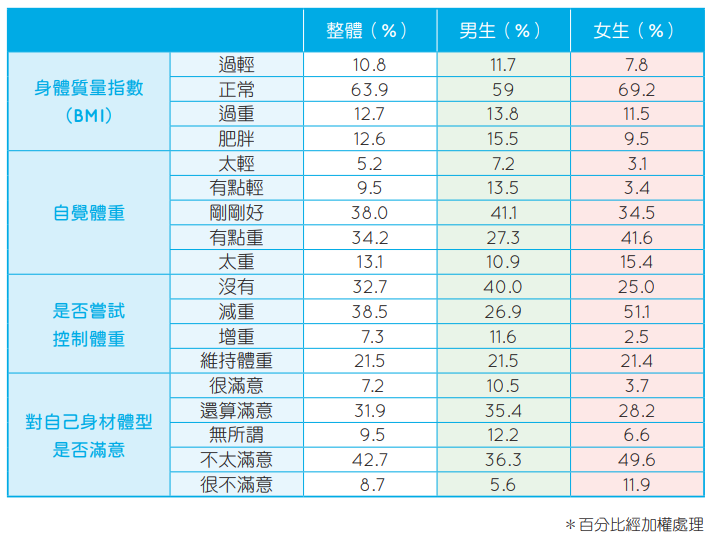 整體（%） 男生（%） 女生（%）
身體質量指數
（BMI）
過輕 10.8 11.7 7.8
正常 63.9 59 69.2
過重 12.7 13.8 11.5
肥胖 12.6 15.5 9.5
自覺體重
太輕 5.2 7.2 3.1
有點輕 9.5 13.5 3.4
剛剛好 38.0 41.1 34.5
有點重 34.2 27.3 41.6
太重 13.1 10.9 15.4
是否嘗試
控制體重
沒有 32.7 40.0 25.0
減重 38.5 26.9 51.1
增重 7.3 11.6 2.5
維持體重 21.5 21.5 21.4
對自己身材體型
是否滿意
很滿意 7.2 10.5 3.7
還算滿意 31.9 35.4 28.2
無所謂 9.5 12.2 6.6
不太滿意 42.7 36.3 49.6
很不滿意 8.7 5.6 11.9
＊百分比經加權處理